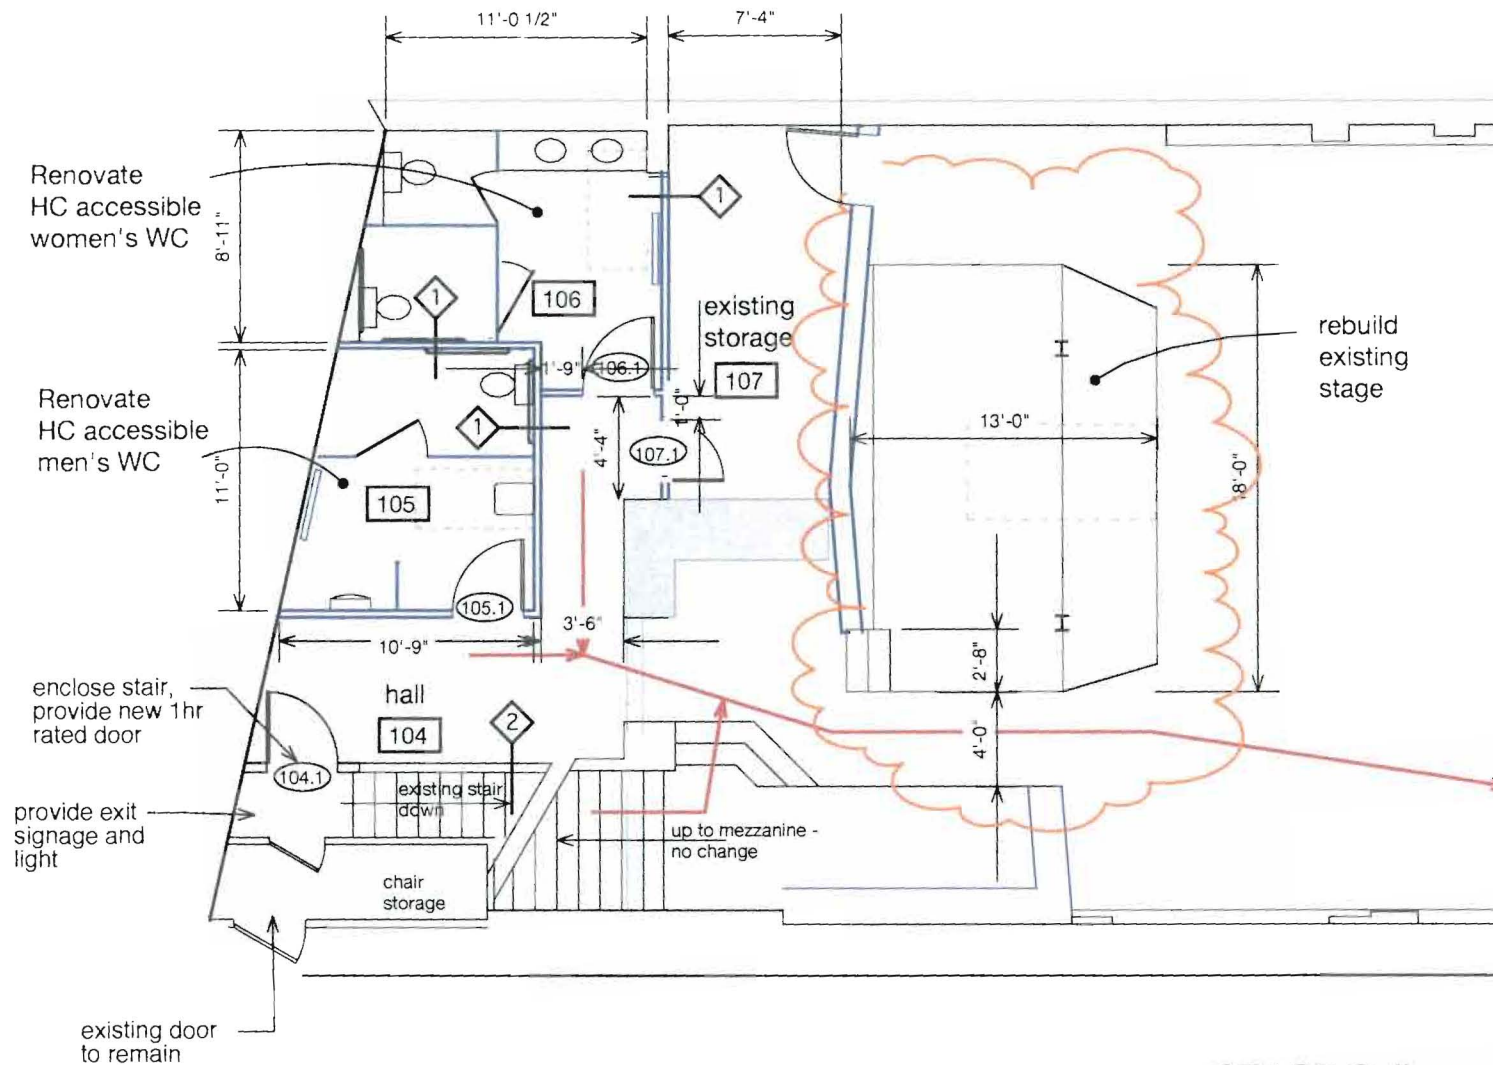 11'-0 1/2"
7'-4"
Renovate
HC accessible
women's WC
8'-11"
1
1
106
existing
storage
107
rebuild
existing
stage
1'-9"
106.1
1'-0"
Renovate
HC accessible
men's WC
11'-0"
1
4'-4"
107.1
13'-0"
8'-0"
105
105.1
3'-6"
10'-9"
2'-8"
enclose stair,
provide new 1hr
rated door
hall
104
2
4'-0"
104.1
existing stair
down
provide exit
signage and
light
up to mezzanine -
no change
chair
storage
existing door
to remain